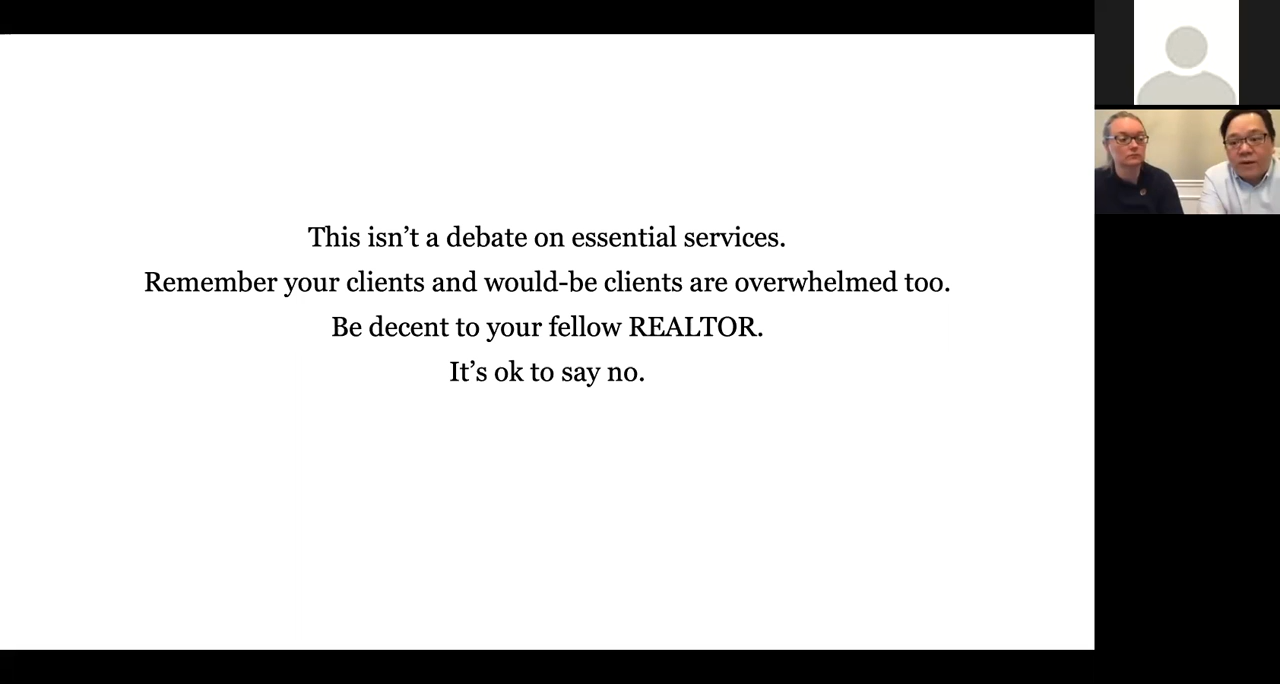 This isn’t a debate on essential services.
Remember your clients and would-be clients are overwhelmed too.
Be decent to your fellow REALTOR.
It’s ok to say no.